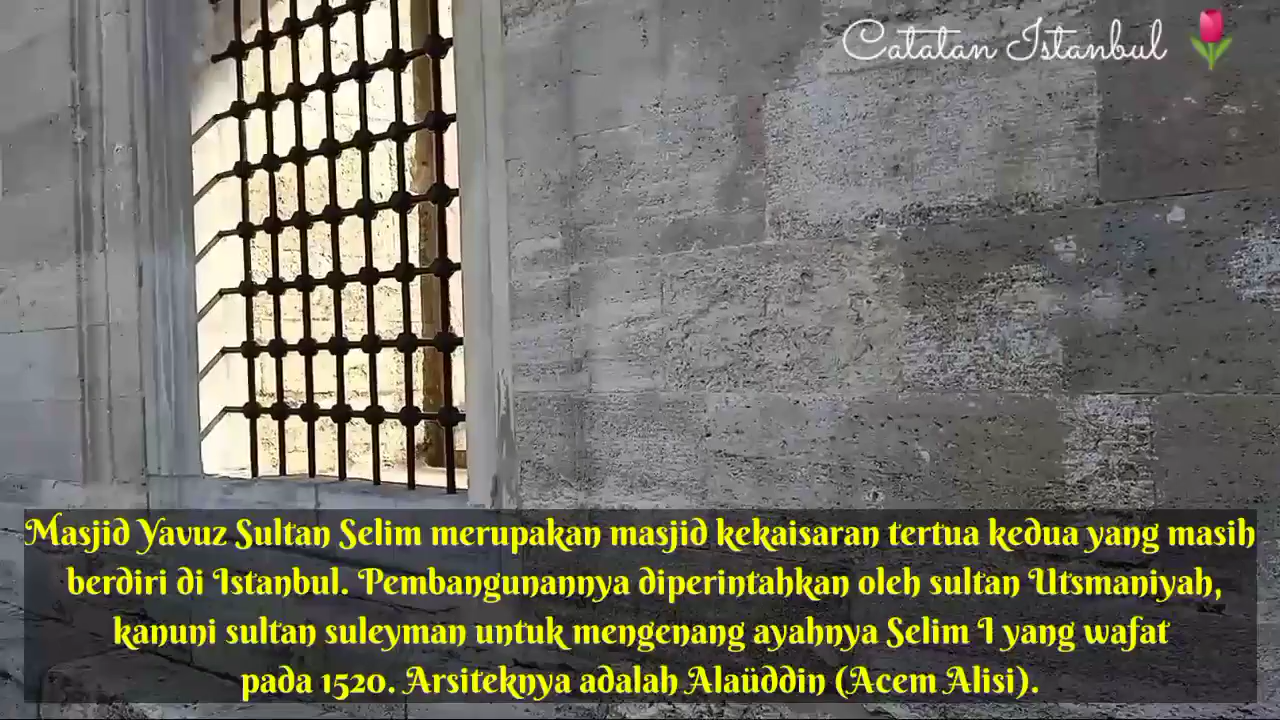 Catatan Istanbul
Masjid Yavuz Sultan Selim merupakan masjid kekaisaran tertua kedua yang masih
berdiri di Istanbul. Pembangunannya diperintahkan oleh sultan Utsmaniyah,
kanuni sultan suleyman untuk mengenang ayahnya Selim I yang wafat
pada 1520. Arsiteknya adalah Alaüddin (Acem Alisi).